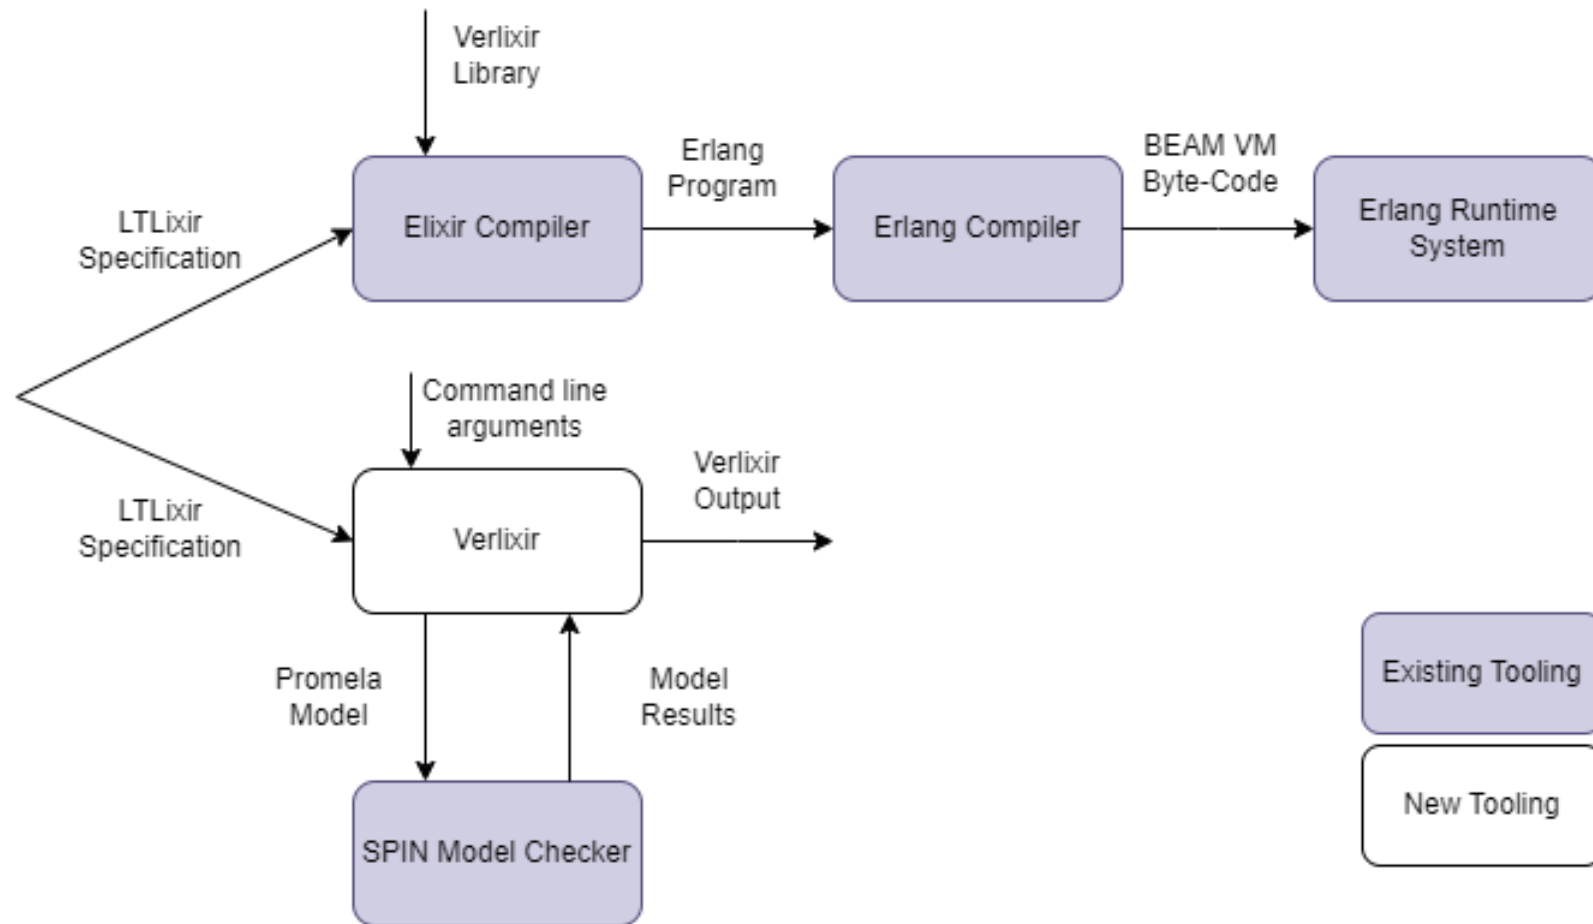 Verlixir
Library
LTLixir
Specification
Elixir Compiler
Erlang
Program
Erlang Compiler
BEAM VM
Byte-Code
Erlang Runtime
System
Command line
arguments
LTLixir
Specification
Verlixir
Verlixir
Output
Promela
Model
Model
Results
SPIN Model Checker
Existing Tooling
New Tooling